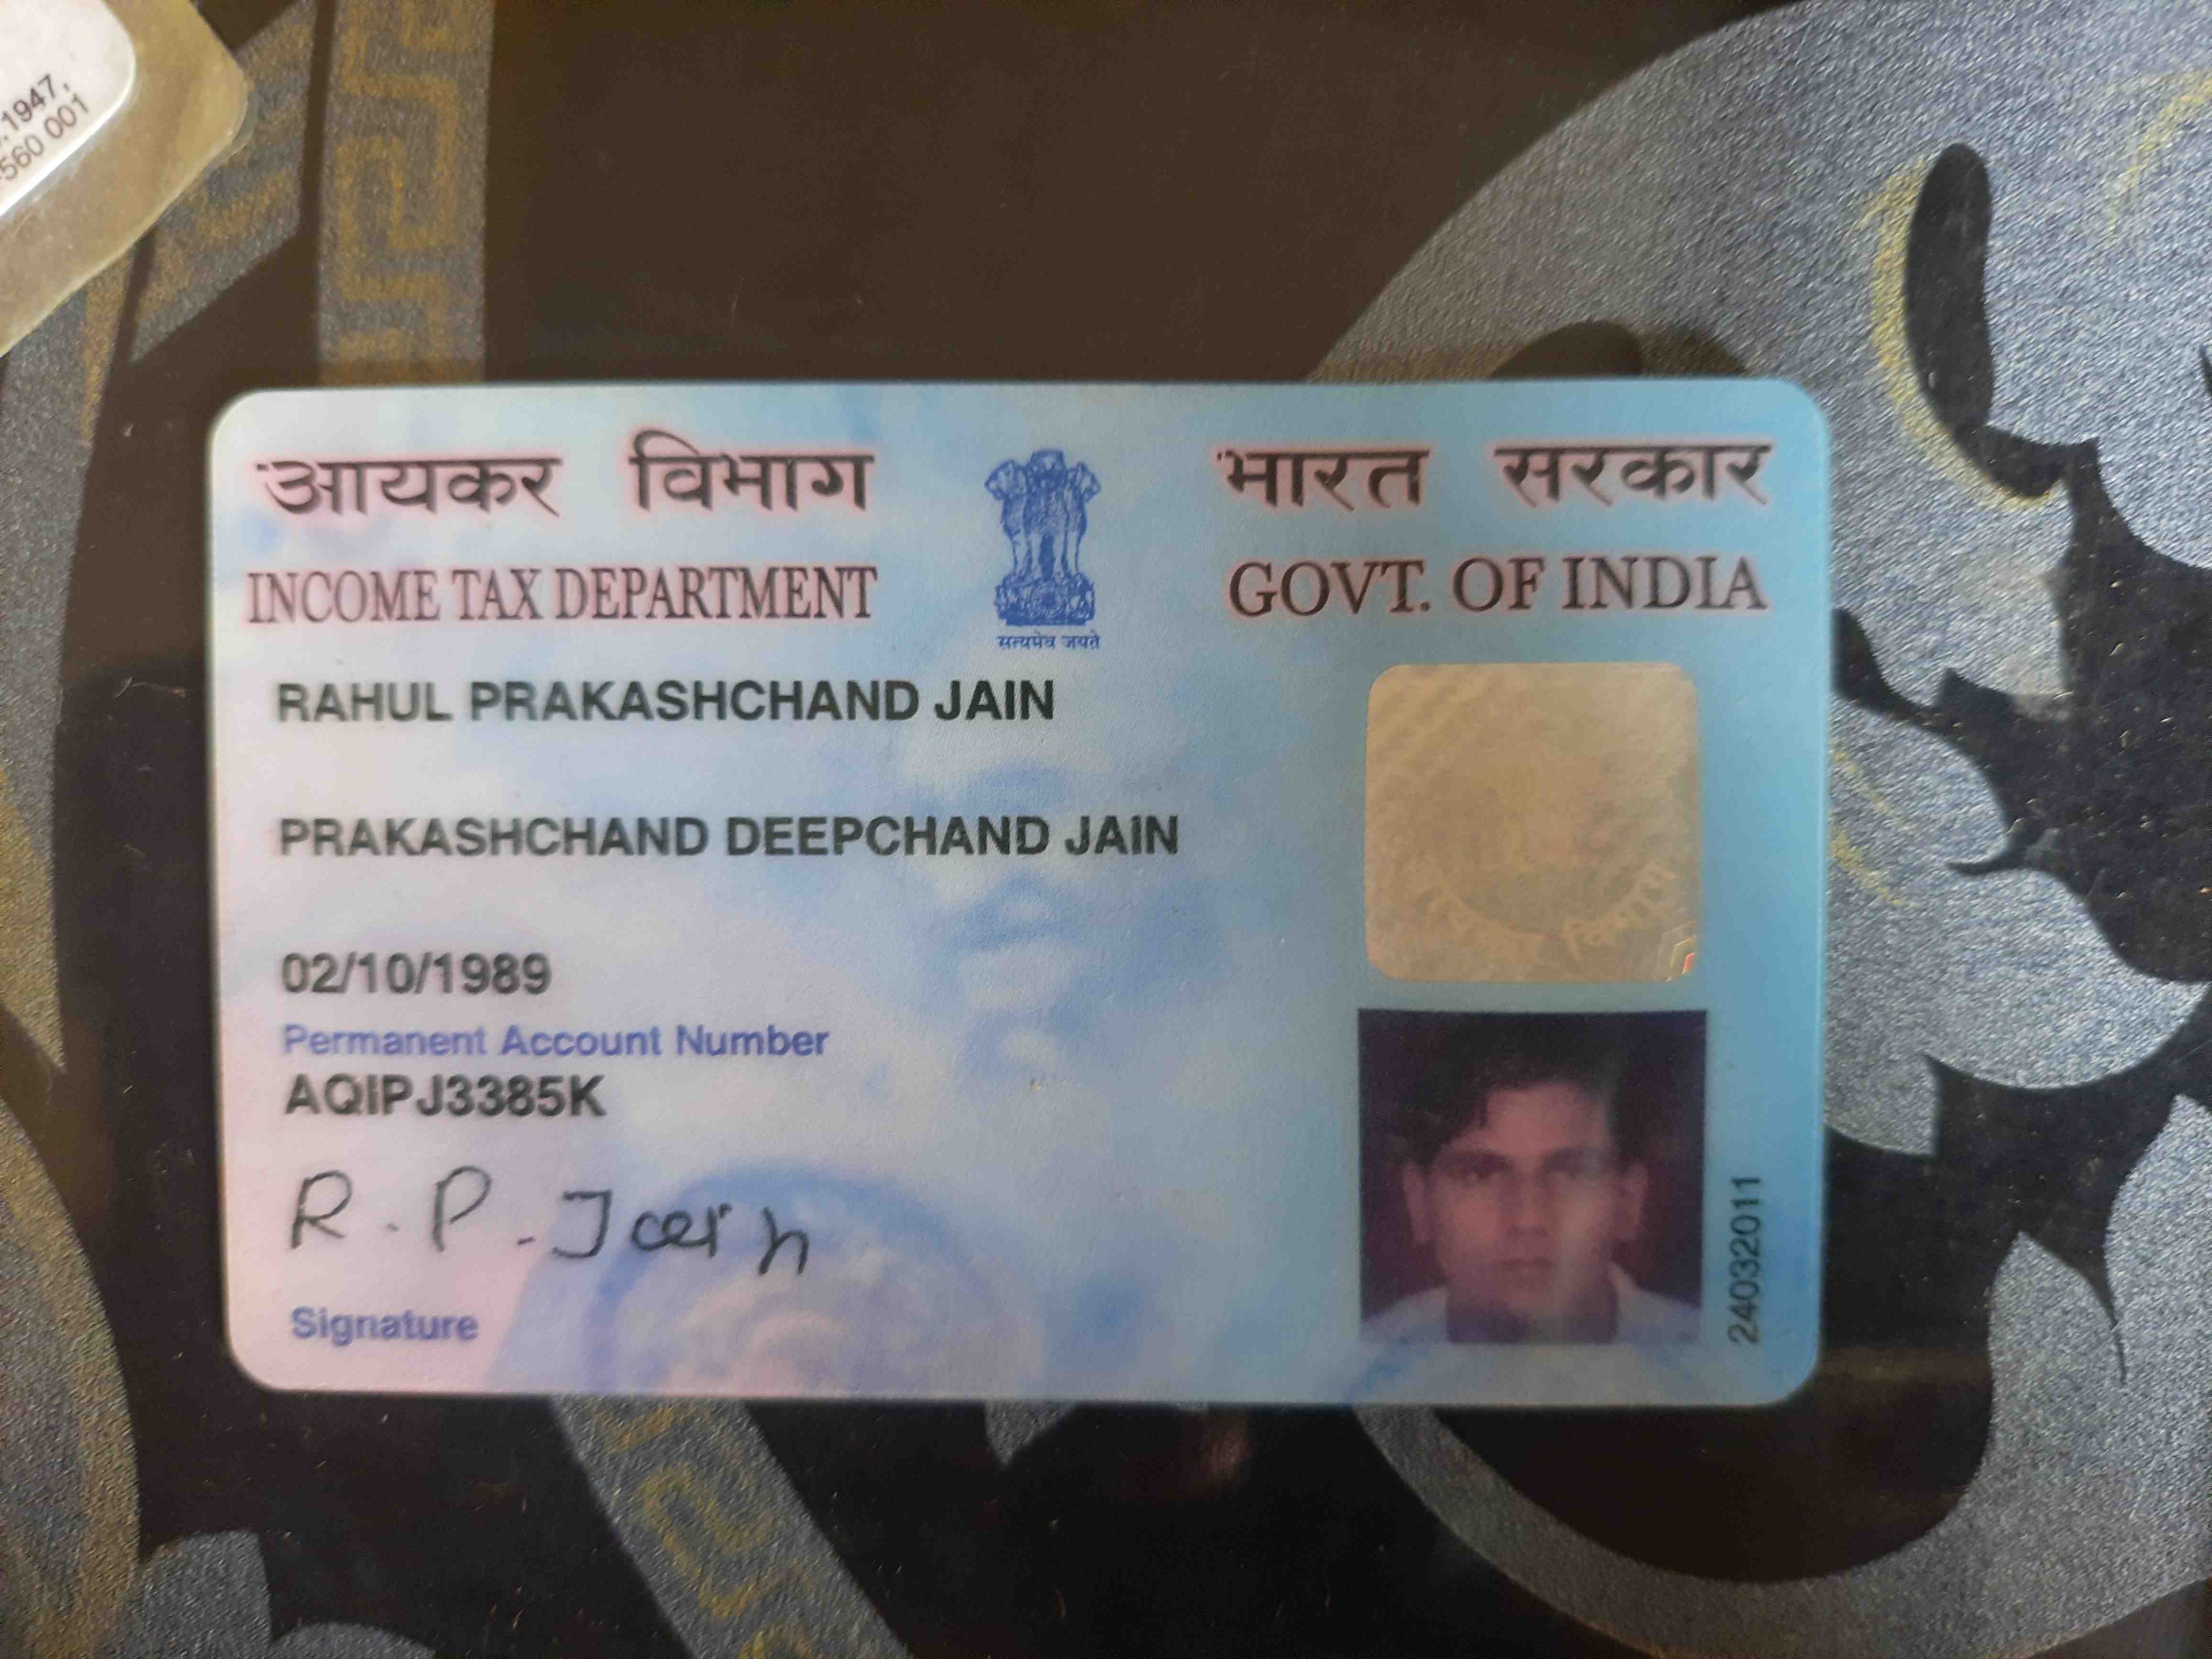 .1947,
560 001
आयकर विभाग
INCOME TAX DEPARTMENT
सत्यमेव जयते
भारत सरकार
GOVT. OF INDIA
RAHUL PRAKASHCHAND JAIN
PRAKASHCHAND DEEPCHAND JAIN
02/10/1989
Permanent Account Number
AQIPJ3385K
R. P. Jain
Signature
आयकर विभाग
24032011